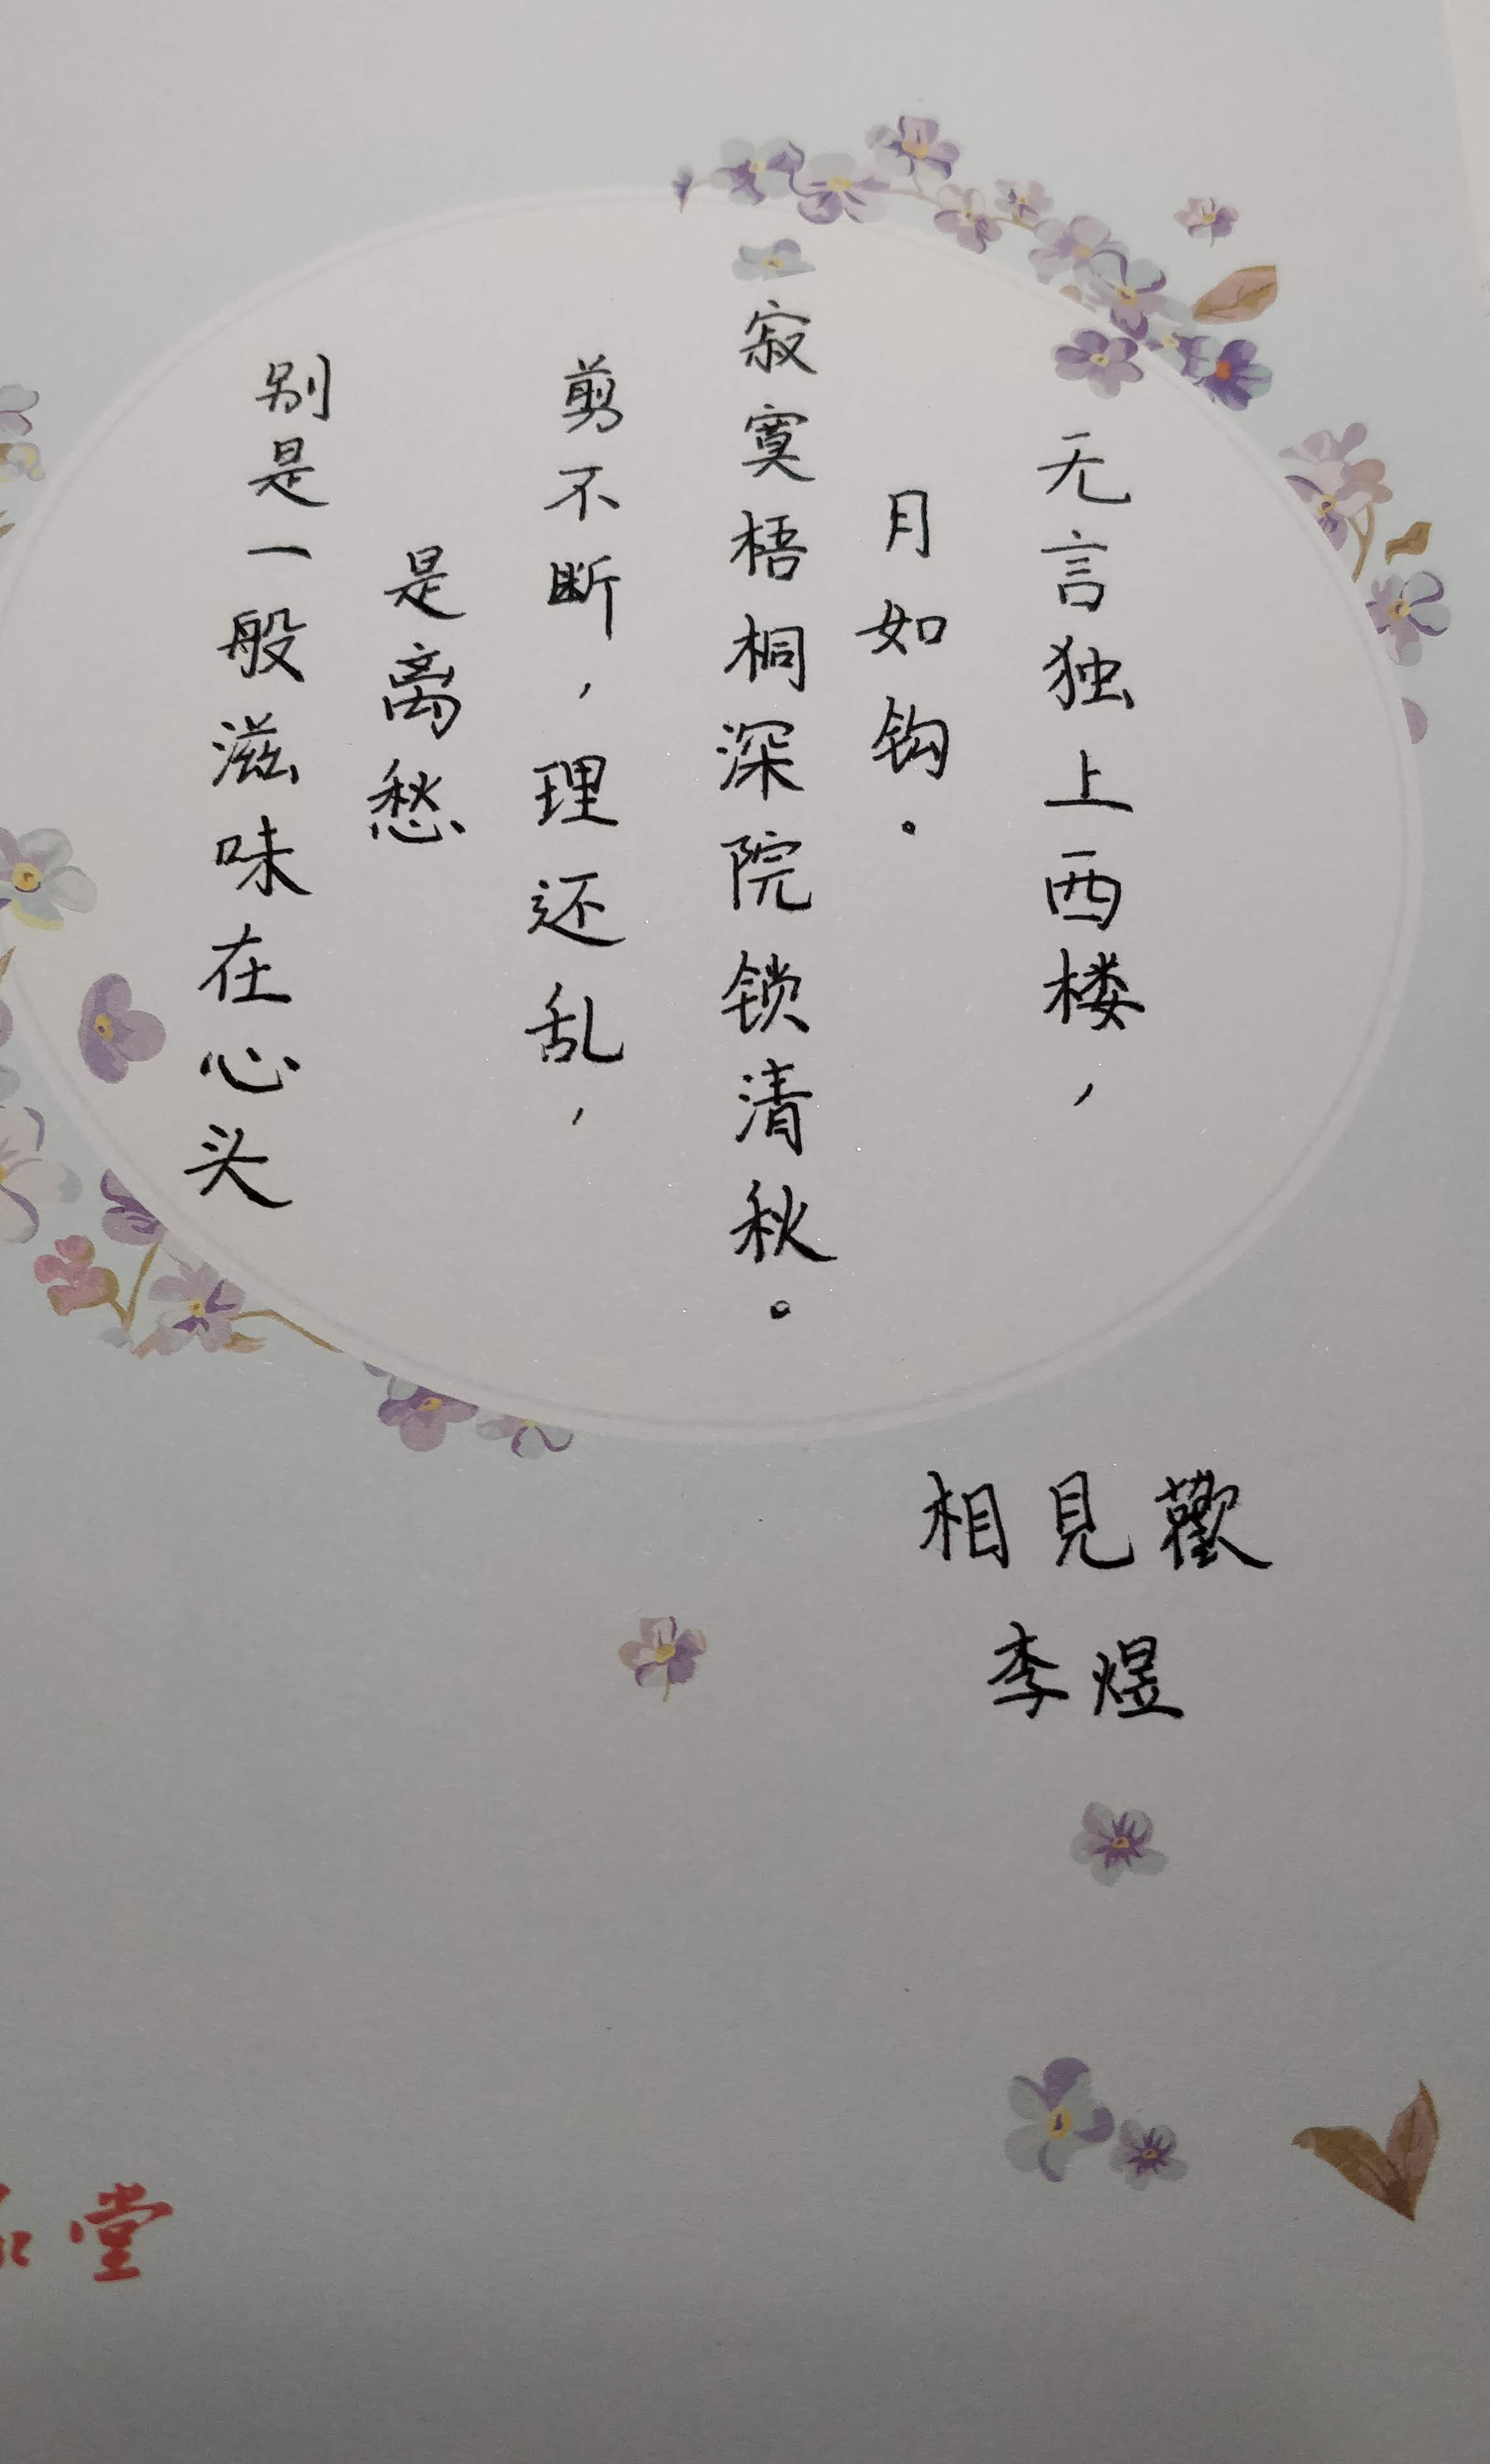 无言独上西楼，
月如钩。
寂寞梧桐深院锁清秋。
剪不断，理还乱，
是离愁
别是一般滋味在心头
相見歡
李煜
堂